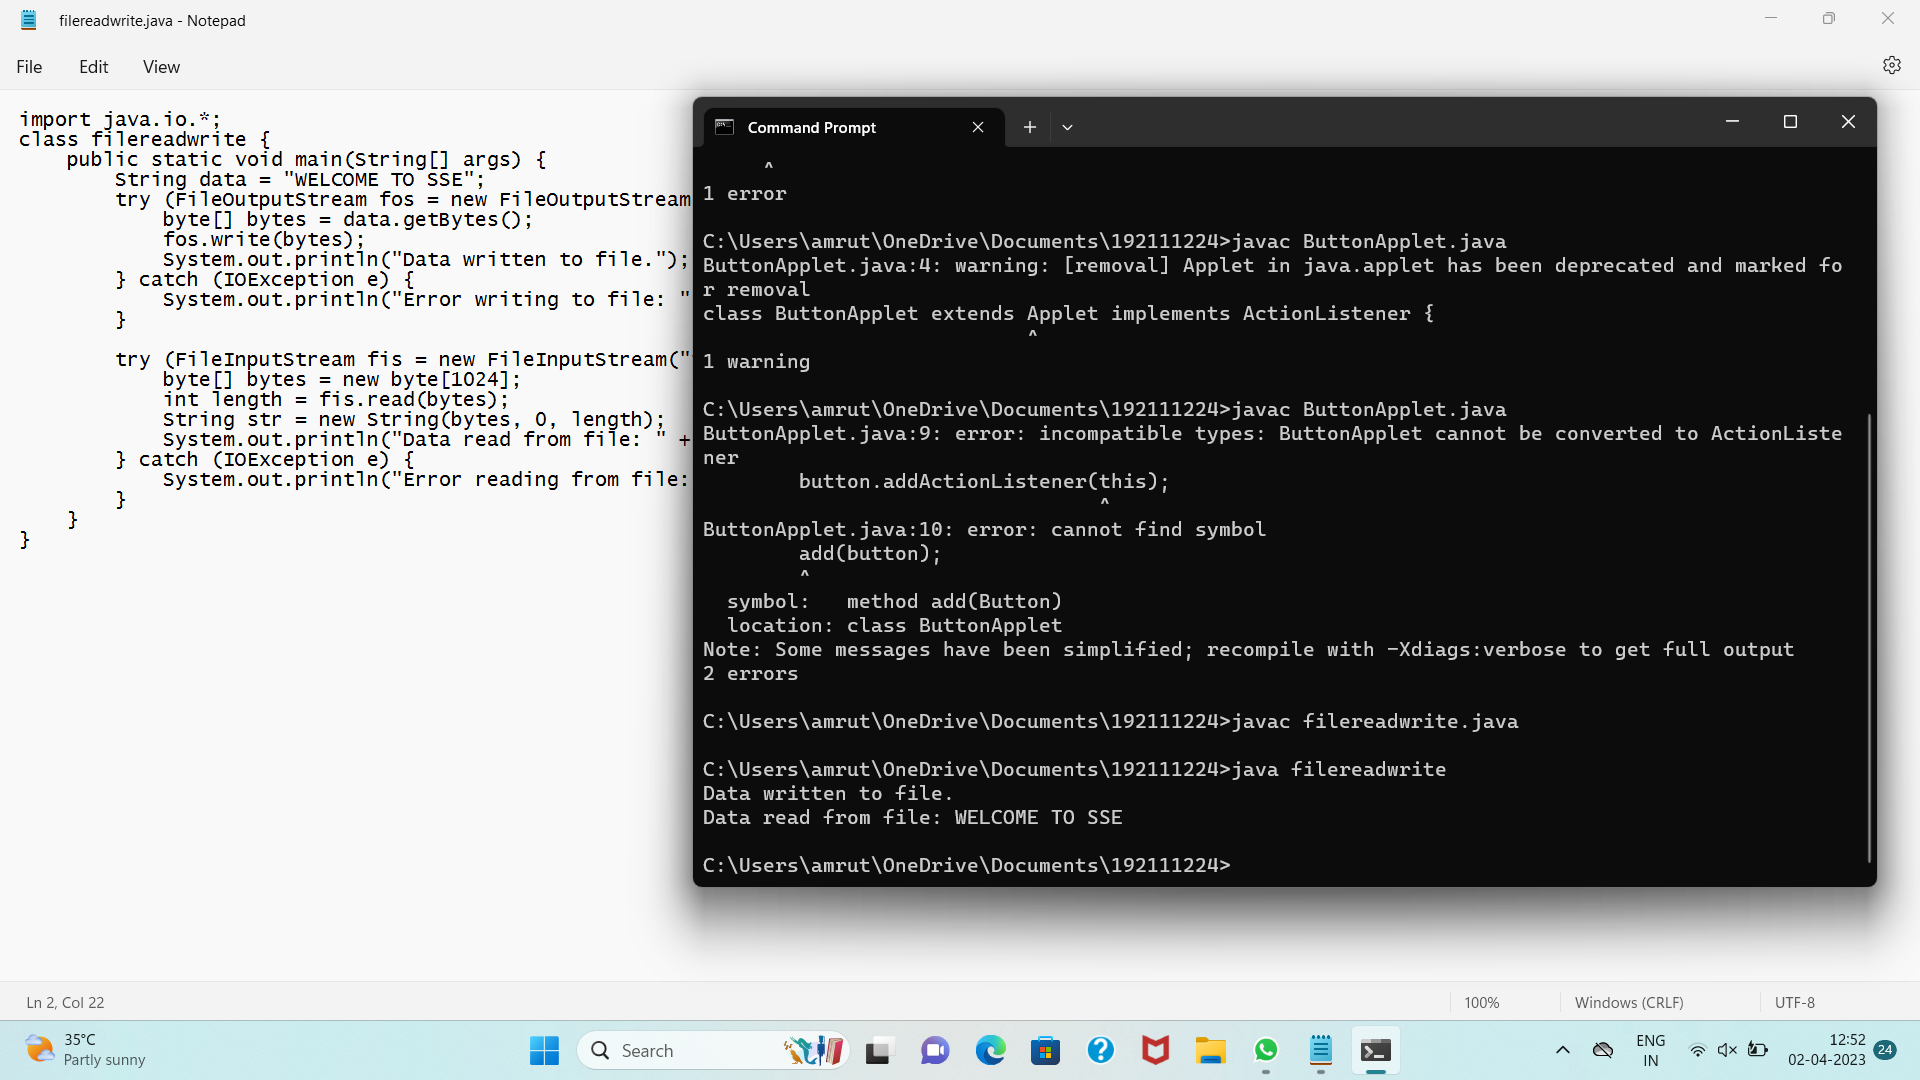 filereadwrite.java - Notepad
File Edit View
import java.io.*;
class filereadwrite {
    public static void main(String[] args) {
        String data = "WELCOME TO SSE";
        try (FileOutputStream fos = new FileOutputStream
            byte[] bytes = data.getBytes();
            fos.write(bytes);
            System.out.println("Data written to file.");
        } catch (IOException e) {
            System.out.println("Error writing to file: "
        }

        try (FileInputStream fis = new FileInputStream("
            byte[] bytes = new byte[1024];
            int length = fis.read(bytes);
            String str = new String(bytes, 0, length);
            System.out.println("Data read from file: " +
        } catch (IOException e) {
            System.out.println("Error reading from file:
        }
    }
}
Command Prompt
     ^
1 error

C:\Users\amrut\OneDrive\Documents\192111224>javac ButtonApplet.java
ButtonApplet.java:4: warning: [removal] Applet in java.applet has been deprecated and marked fo
r removal
class ButtonApplet extends Applet implements ActionListener {
                           ^
1 warning

C:\Users\amrut\OneDrive\Documents\192111224>javac ButtonApplet.java
ButtonApplet.java:9: error: incompatible types: ButtonApplet cannot be converted to ActionListe
ner
        button.addActionListener(this);
                                 ^
ButtonApplet.java:10: error: cannot find symbol
        add(button);
        ^
  symbol:   method add(Button)
  location: class ButtonApplet
Note: Some messages have been simplified; recompile with -Xdiags:verbose to get full output
2 errors

C:\Users\amrut\OneDrive\Documents\192111224>javac filereadwrite.java

C:\Users\amrut\OneDrive\Documents\192111224>java filereadwrite
Data written to file.
Data read from file: WELCOME TO SSE

C:\Users\amrut\OneDrive\Documents\192111224>
Ln 2, Col 22
100%
Windows (CRLF)
UTF-8
35°C
Partly sunny
Search
ENG
IN
12:52
02-04-2023
24